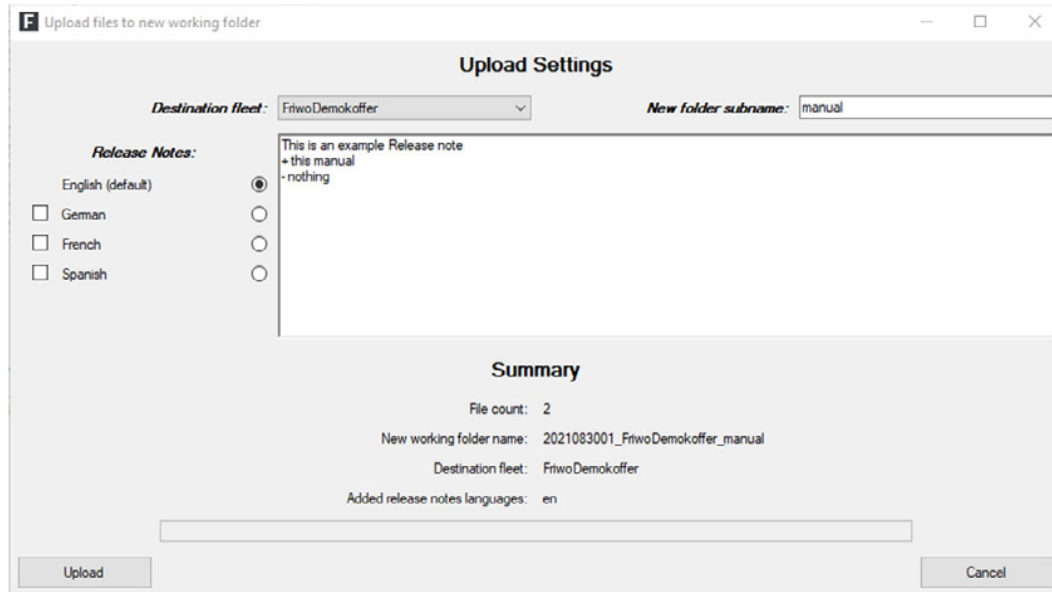 F Upload files to new working folder
Upload Settings
Destination fleet: FriwoDemokoffer New folder subname: manual
Release Notes:
This is an example Release note
+ this manual
- nothing
English (default)
German
French
Spanish
Summary
File count: 2
New working folder name: 2021083001_FriwoDemokoffer_manual
Destination fleet: FriwoDemokoffer
Added release notes languages: en
Upload Cancel